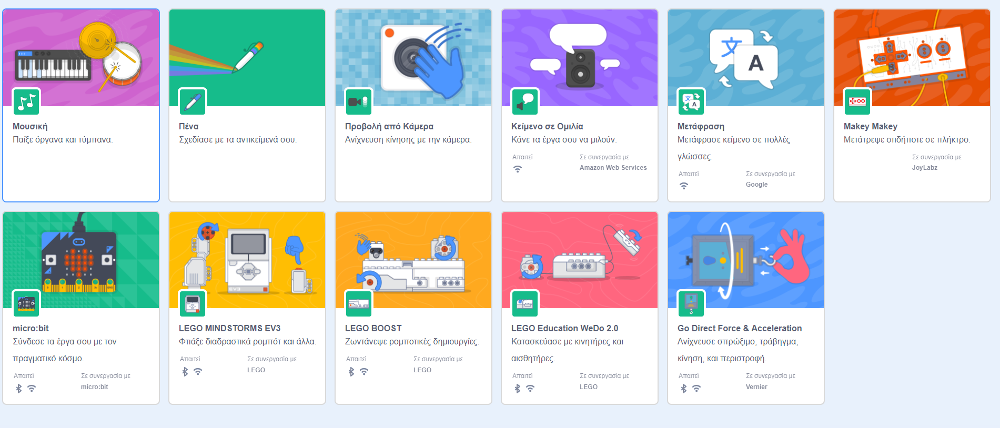 Μουσική
Παίξε όργανα και τύμπανα.
Πένα
Σχεδίασε με τα αντικείμενά σου.
Προβολή από Κάμερα
Ανίχνευση κίνησης με την κάμερα.
Κείμενο σε Ομιλία
Κάνε τα έργα σου να μιλούν.
Απαιτεί
Σε συνεργασία με
Amazon Web Services
文
A
Μετάφραση
Μετάφρασε κείμενο σε πολλές
γλώσσες.
Απαιτεί
Σε συνεργασία με
Google
Makey Makey
Μετάτρεψε οτιδήποτε σε πλήκτρο.
Σε συνεργασία με
JoyLabz
micro:bit
Σύνδεσε τα έργα σου με τον
πραγματικό κόσμο.
Απαιτεί
Σε συνεργασία με
micro:bit
EV3
LEGO MINDSTORMS EV3
Φτιάξε διαδραστικά ρομπότ και άλλα.
Απαιτεί
Σε συνεργασία με
LEGO
LEGO BOOST
Ζωντάνεψε ρομποτικές δημιουργίες.
Απαιτεί
Σε συνεργασία με
LEGO
LEGO Education WeDo 2.0
Κατασκεύασε με κινητήρες και
αισθητήρες.
Απαιτεί
Σε συνεργασία με
LEGO
Go Direct Force & Acceleration
Ανίχνευσε σπρώξιμο, τράβηγμα,
κίνηση, και περιστροφή.
Απαιτεί
Σε συνεργασία με
Vernier